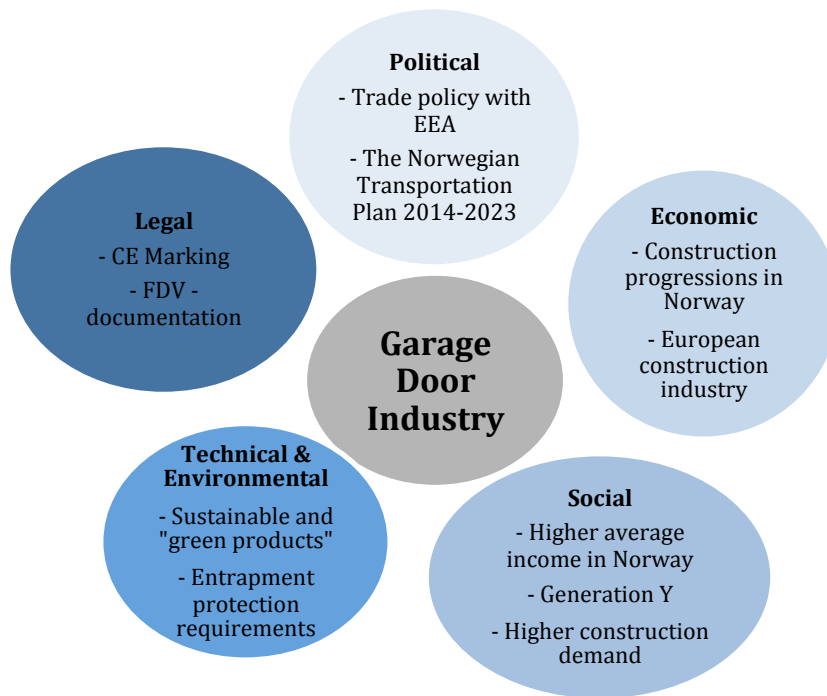 Political
- Trade policy with
EEA
- The Norwegian
Transportation
Plan 2014-2023
Economic
- Construction
progressions in
Norway
- European
construction
industry
Social
- Higher average
income in Norway
- Generation Y
- Higher construction
demand
Technical &
Environmental
- Sustainable and
"green products"
- Entrapment
protection
requirements
Legal
- CE Marking
- FDV -
documentation
Garage
Door
Industry